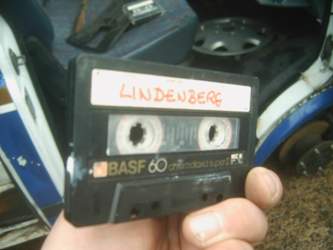 LINDENBERG
BASF 60 chromdioxid super II